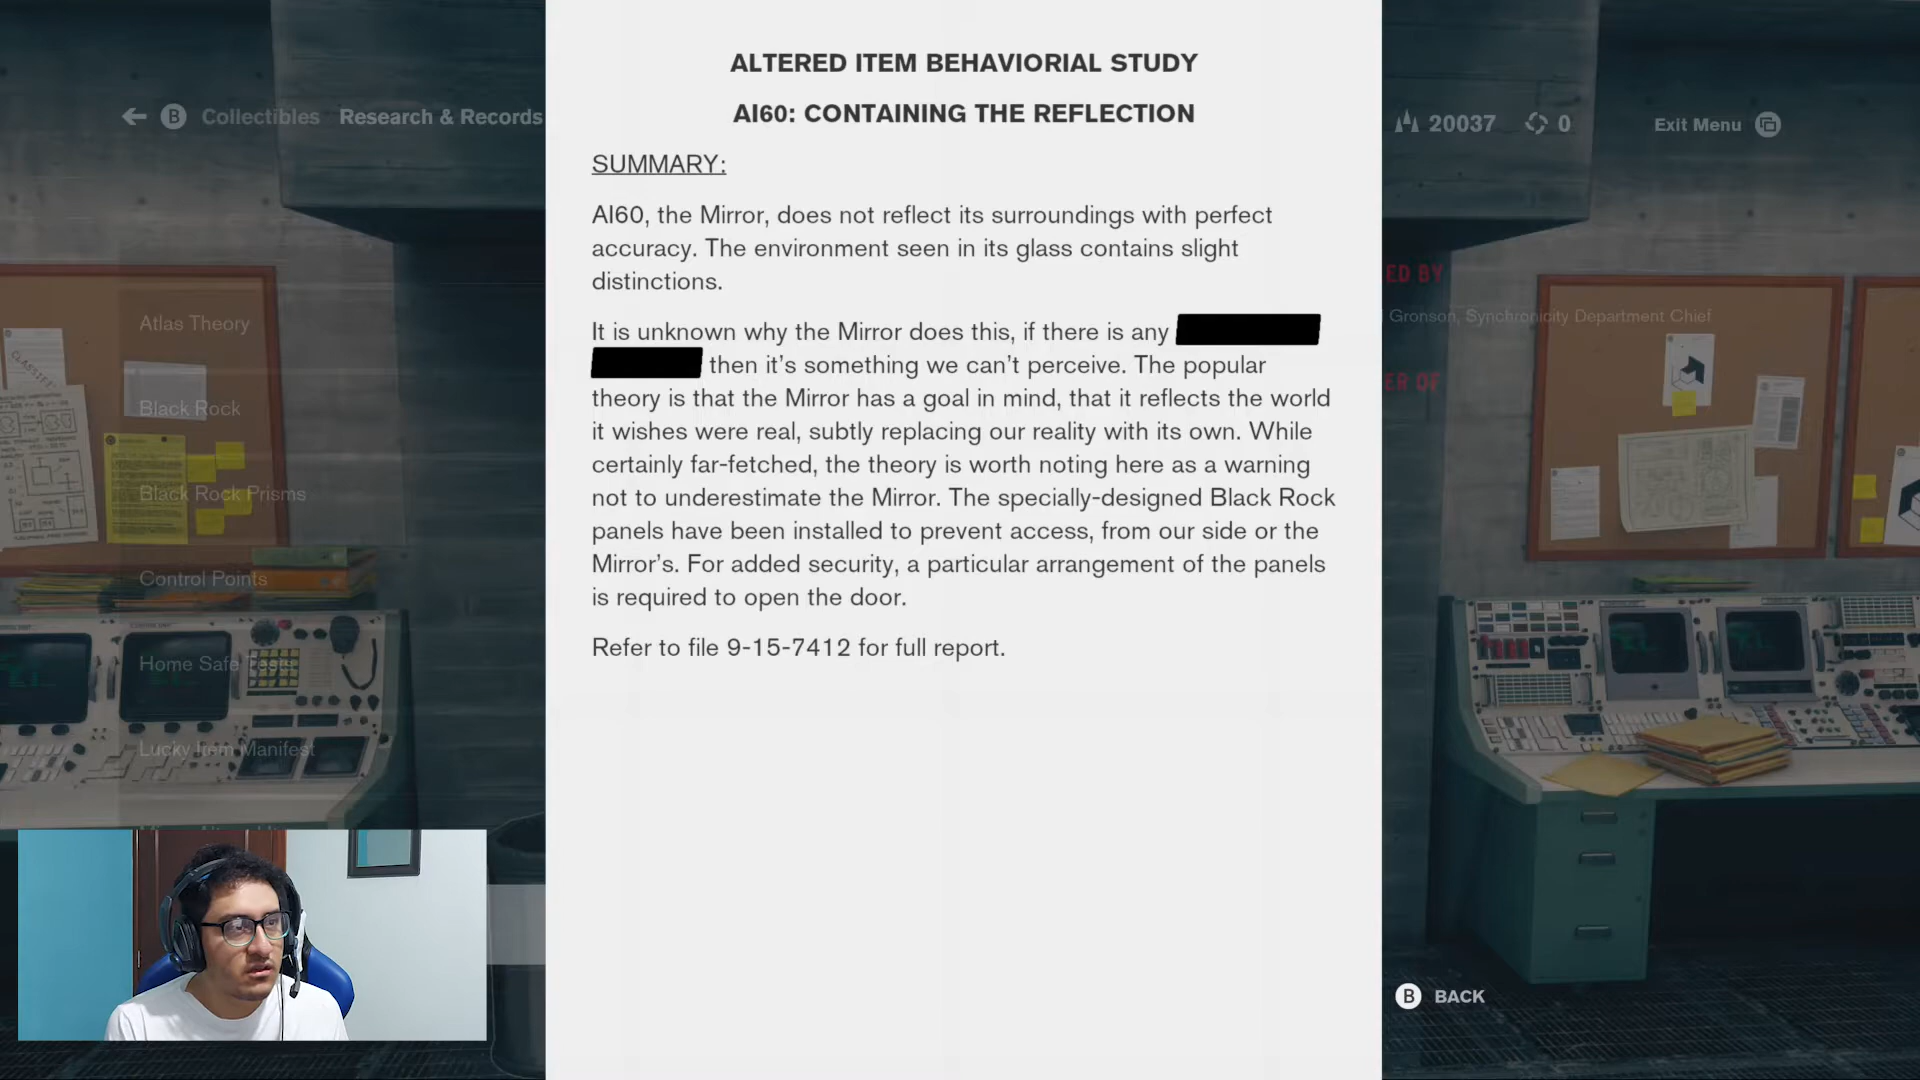 ALTERED ITEM BEHAVIORIAL STUDY
AI60: CONTAINING THE REFLECTION
B Collectibles Research & Records
20037 0 Exit Menu
SUMMARY:
AI60, the Mirror, does not reflect its surroundings with perfect
accuracy. The environment seen in its glass contains slight
distinctions.
It is unknown why the Mirror does this, if there is any
then it's something we can't perceive. The popular
theory is that the Mirror has a goal in mind, that it reflects the world
it wishes were real, subtly replacing our reality with its own. While
certainly far-fetched, the theory is worth noting here as a warning
not to underestimate the Mirror. The specially-designed Black Rock
panels have been installed to prevent access, from our side or the
Mirror's. For added security, a particular arrangement of the panels
is required to open the door.
Refer to file 9-15-7412 for full report.
Atlas Theory
Black Rock
Black Rock Prisms
Control Points
Home Safe Tests
Lucky Item Manifest
ED BY
Gronson, Synchronicity Department Chief
ER OF
CLASSIFI
B BACK